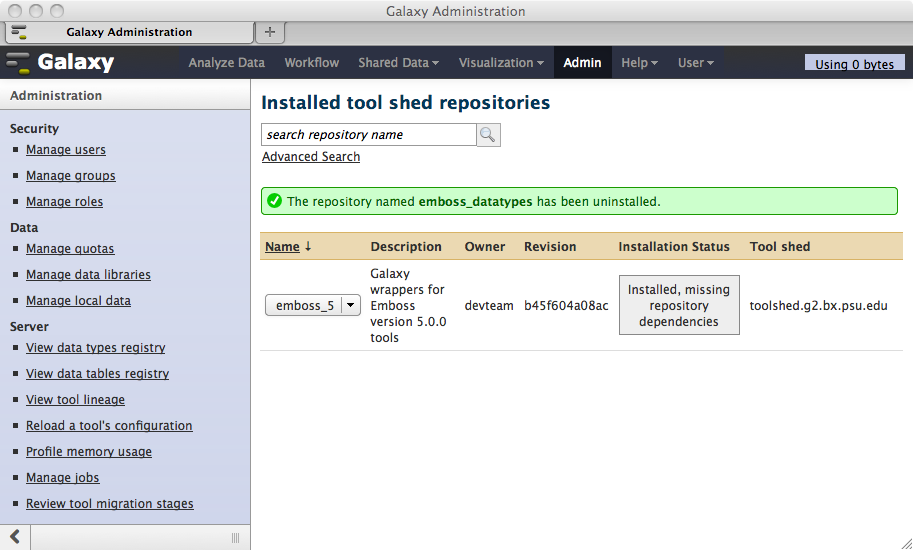 Galaxy Administration
Galaxy Administration
Galaxy
Analyze Data Workflow Shared Data Visualization Admin Help User
Using 0 bytes
Administration
Security
Manage users
Manage groups
Manage roles
Data
Manage quotas
Manage data libraries
Manage local data
Server
View data types registry
View data tables registry
View tool lineage
Reload a tool's configuration
Profile memory usage
Manage jobs
Review tool migration stages
Installed tool shed repositories
search repository name
Advanced Search
The repository named emboss_datatypes has been uninstalled.
Name ↓ Description Owner Revision Installation Status Tool shed
emboss_5
Galaxy
wrappers for
Emboss
version 5.0.0
tools
devteam
b45f604a08ac
Installed, missing
repository
dependencies
toolshed.g2.bx.psu.edu